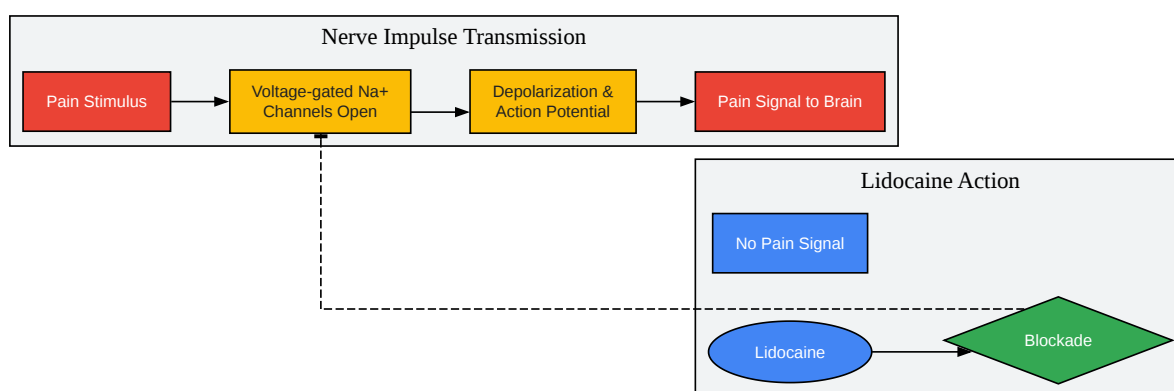 Nerve Impulse Transmission
Pain Stimulus
Voltage-gated Na+
Channels Open
Depolarization &
Action Potential
Pain Signal to Brain
Lidocaine Action
No Pain Signal
Lidocaine
Blockade